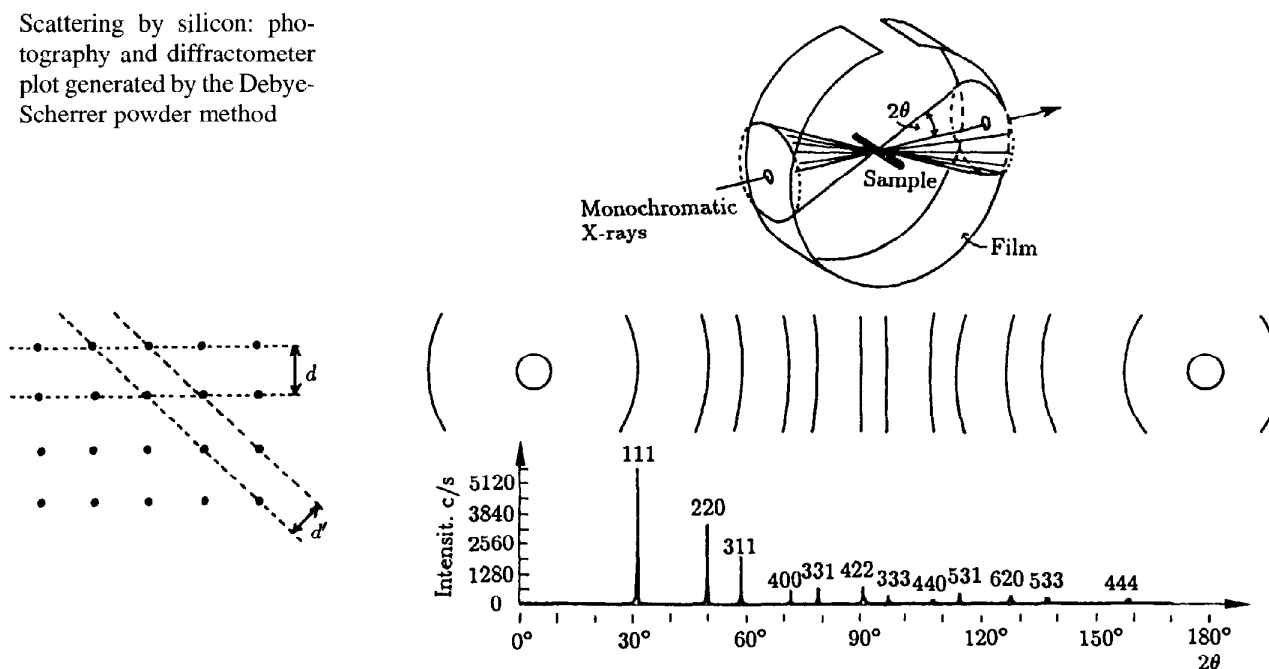 Scattering by silicon: pho-
tography and diffractometer
plot generated by the Debye-
Scherrer powder method
2θ
Sample
Monochromatic
X-rays
Film
d
d'
Intensit. c/s
5120
3840
2560
1280
0
111
220
311
400
331
422
333
440
531
620
533
444
0° 30° 60° 90° 120° 150° 180°
2θ